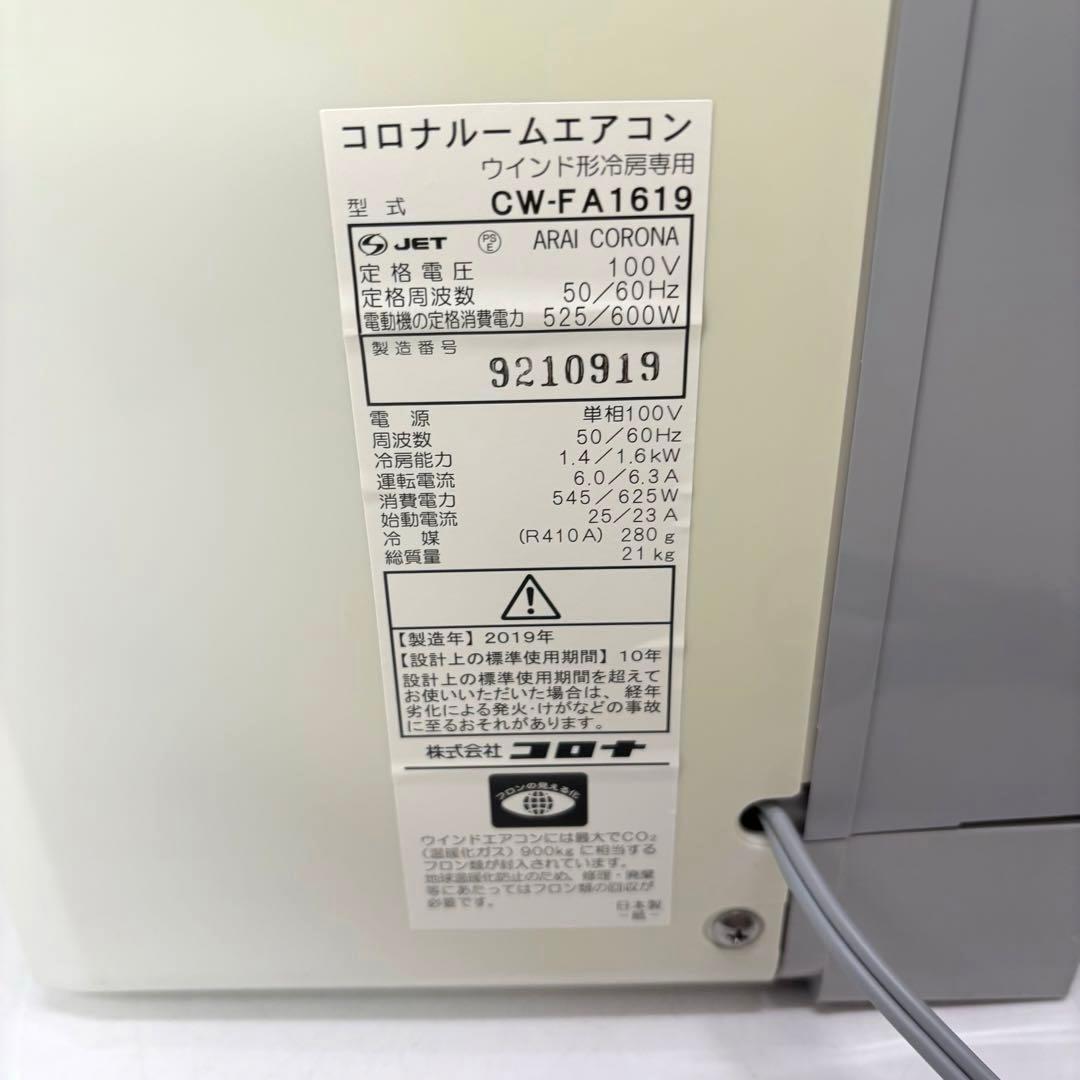 コロナルームエアコン
ウインド形冷房専用
型式 CW-FA1619
JET PSE ARAI CORONA
定格電圧 100V
定格周波数 50/60Hz
電動機の定格消費電力 525/600W
製造番号 9210919
電源 単相100V
周波数 50/60Hz
冷房能力 1.4/1.6kW
運転電流 6.0/6.3A
消費電力 545/625W
始動電流 25/23A
冷媒 (R410A) 280g
総質量 21kg
【製造年】2019年
【設計上の標準使用期間】10年
設計上の標準使用期間を超えて
お使いいただいた場合は、経年
劣化による発火・けがなどの事故
に至るおそれがあります。
株式会社 コロナ
フロンの見える化
ウインドエアコンには最大でCO₂
(温暖化ガス)900kgに相当する
フロン類が封入されています。
地球温暖化防止のため、修理・廃棄
等にあたってはフロン類の回収が
必要です。
日本製
-紙-